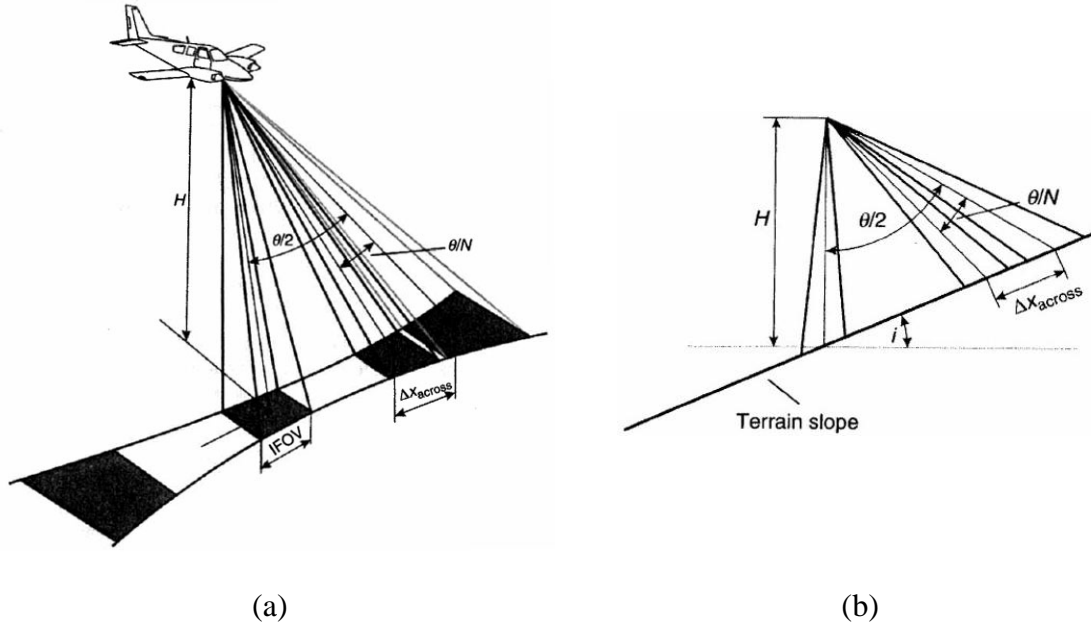 H
θ/2
θ/N
Δx_across
IFOV
(a)
H
θ/2
θ/N
Δx_across
i
Terrain slope
(b)